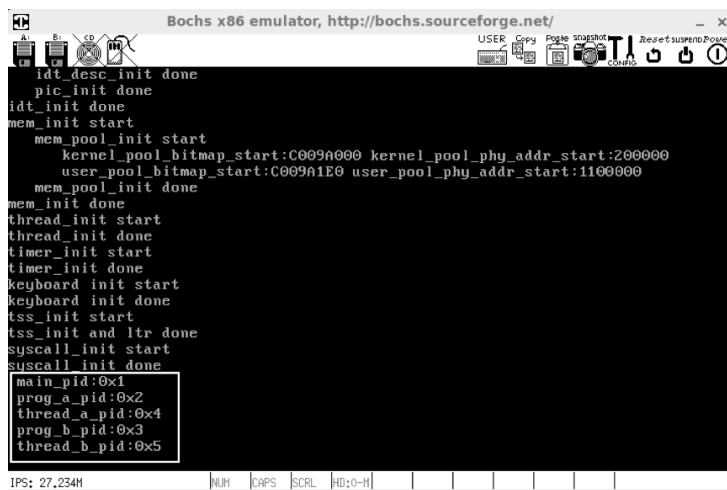 Bochs x86 emulator, http://bochs.sourceforge.net/
A: B: CD USER Copy Paste snapshot CONFIG Reset SUSPEND Power
idt_desc_init done
pic_init done
idt_init done
mem_init start
mem_pool_init start
kernel_pool_bitmap_start:C009A000 kernel_pool_phy_addr_start:200000
user_pool_bitmap_start:C009A1E0 user_pool_phy_addr_start:1100000
mem_pool_init done
mem_init done
thread_init start
thread_init done
timer_init start
timer_init done
keyboard init start
keyboard init done
tss_init start
tss_init and ltr done
syscall_init start
syscall_init done
main_pid:0x1
prog_a_pid:0x2
thread_a_pid:0x4
prog_b_pid:0x3
thread_b_pid:0x5
IPS: 27.234M NUM CAPS SCRL HD:0-M